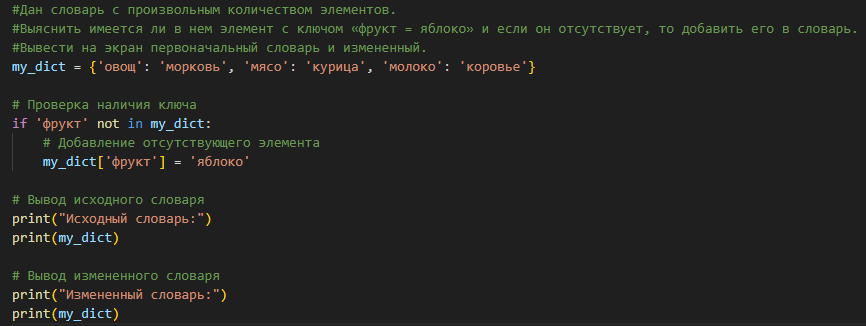 #Дан словарь с произвольным количеством элементов.
#Выяснить имеется ли в нем элемент с ключом «фрукт = яблоко» и если он отсутствует, то добавить его в словарь.
#Вывести на экран первоначальный словарь и измененный.
my_dict = {'овощ': 'морковь', 'мясо': 'курица', 'молоко': 'коровье'}
# Проверка наличия ключа
if 'фрукт' not in my_dict:
# Добавление отсутствующего элемента
my_dict['фрукт'] = 'яблоко'
# Вывод исходного словаря
print("Исходный словарь:")
print(my_dict)
# Вывод измененного словаря
print("Измененный словарь:")
print(my_dict)